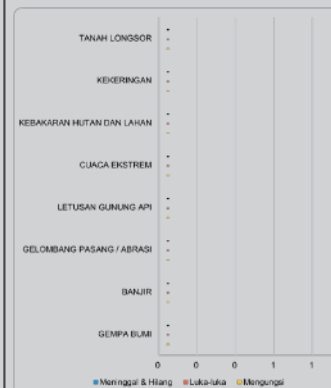 TANAH LONGSOR
KEKERINGAN
KEBAKARAN HUTAN DAN LAHAN
CUACA EKSTREM
LETUSAN GUNUNG API
GELOMBANG PASANG / ABRASI
BANJIR
GEMPA BUMI
0 0 0 1 1
Meninggal & Hilang Luka-luka Mengungsi